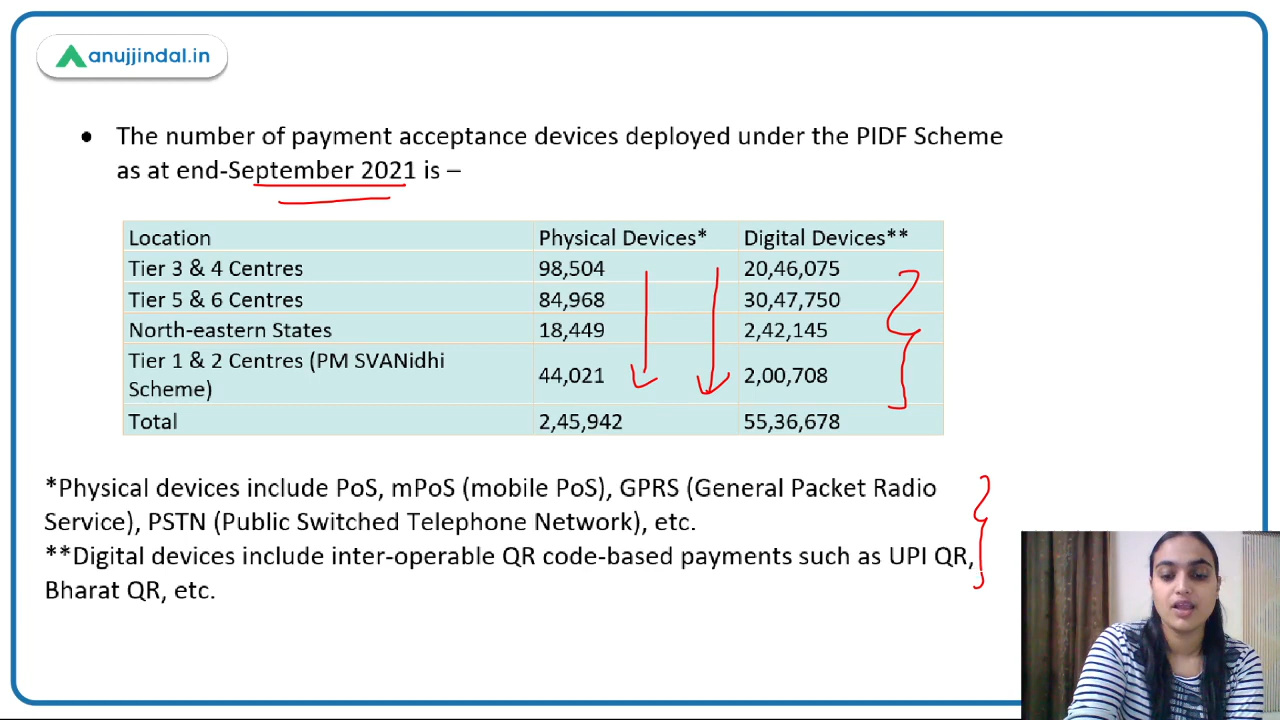 anujjindal.in
• The number of payment acceptance devices deployed under the PIDF Scheme
as at end-September 2021 is –
Location Physical Devices* Digital Devices**
Tier 3 & 4 Centres 98,504 20,46,075
Tier 5 & 6 Centres 84,968 30,47,750
North-eastern States 18,449 2,42,145
Tier 1 & 2 Centres (PM SVANidhi
Scheme) 44,021 2,00,708
Total 2,45,942 55,36,678
*Physical devices include PoS, mPoS (mobile PoS), GPRS (General Packet Radio
Service), PSTN (Public Switched Telephone Network), etc.
**Digital devices include inter-operable QR code-based payments such as UPI QR,
Bharat QR, etc.